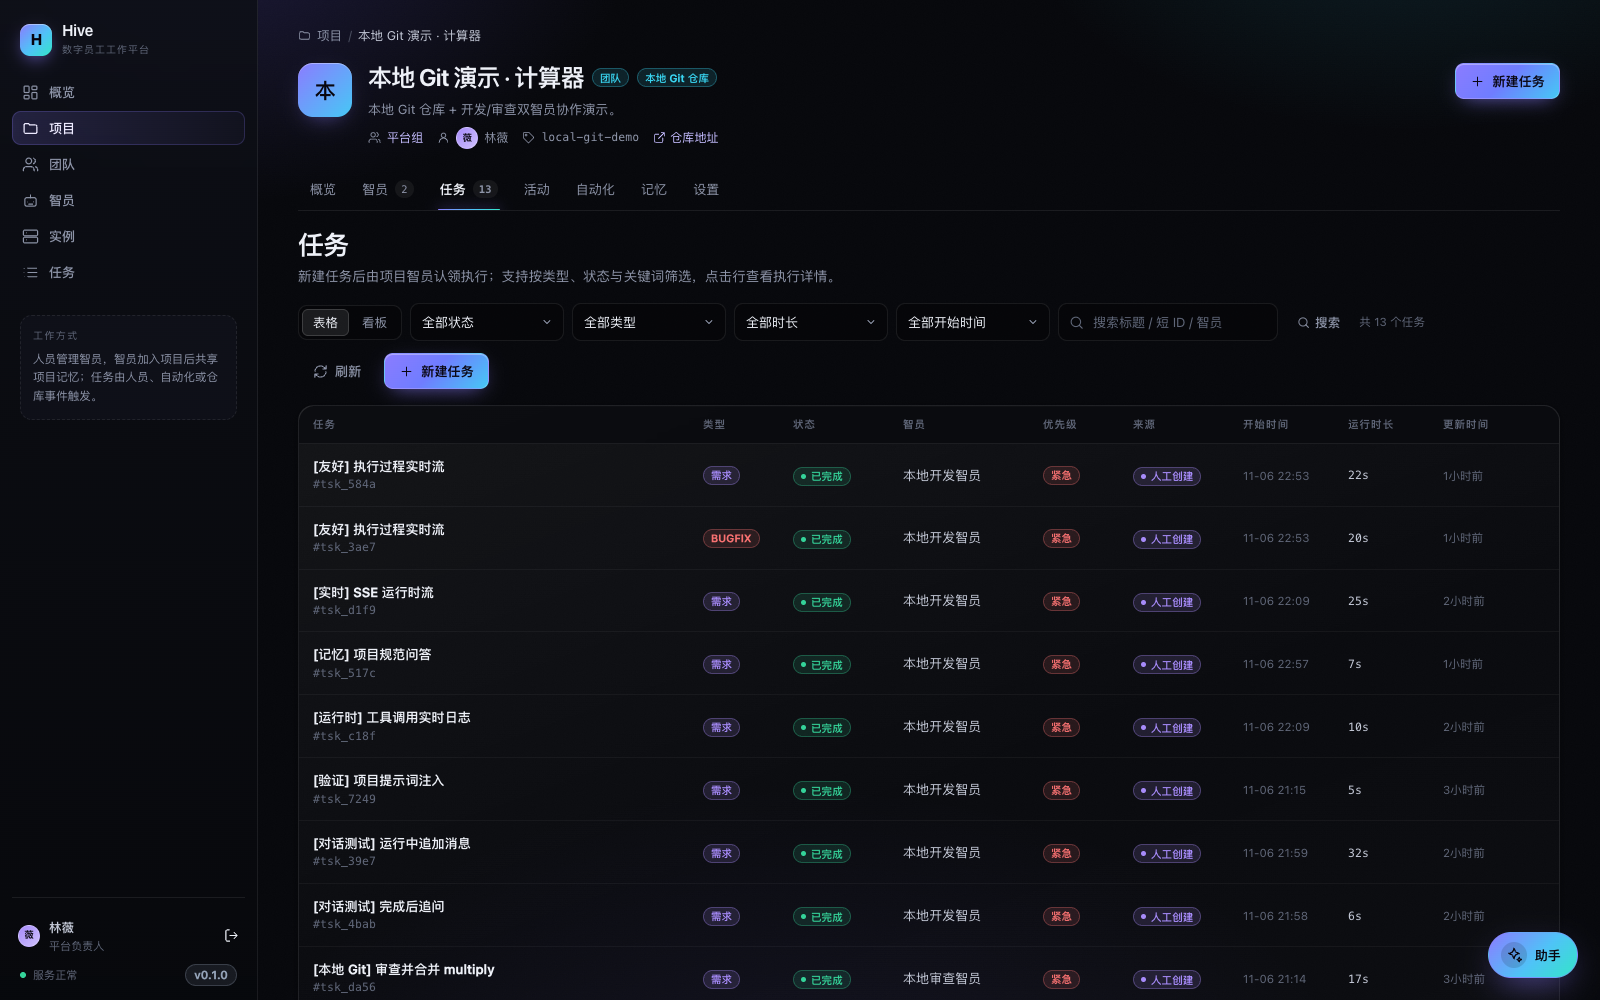 H
Hive
数字员工工作平台
概览
项目
团队
智员
实例
任务
工作方式
人员管理智员，智员加入项目后共享
项目记忆；任务由人员、自动化或仓
库事件触发。
薇
林薇
平台负责人
服务正常
v0.1.0
项目 / 本地 Git 演示 · 计算器
本
本地 Git 演示 · 计算器 团队 本地 Git 仓库
本地 Git 仓库 + 开发/审查双智员协作演示。
平台组 薇 林薇 local-git-demo 仓库地址
新建任务
概览 智员 2 任务 13 活动 自动化 记忆 设置
任务
新建任务后由项目智员认领执行；支持按类型、状态与关键词筛选，点击行查看执行详情。
表格 看板 全部状态 全部类型 全部时长 全部开始时间 搜索标题 / 短 ID / 智员 搜索 共 13 个任务
刷新 新建任务
任务 类型 状态 智员 优先级 来源 开始时间 运行时长 更新时间
[友好] 执行过程实时流
#tsk_584a
需求 已完成 本地开发智员 紧急 人工创建 11-06 22:53 22s 1小时前
[友好] 执行过程实时流
#tsk_3ae7
BUGFIX 已完成 本地开发智员 紧急 人工创建 11-06 22:53 20s 1小时前
[实时] SSE 运行时流
#tsk_d1f9
需求 已完成 本地开发智员 紧急 人工创建 11-06 22:09 25s 2小时前
[记忆] 项目规范问答
#tsk_517c
需求 已完成 本地开发智员 紧急 人工创建 11-06 22:57 7s 1小时前
[运行时] 工具调用实时日志
#tsk_c18f
需求 已完成 本地开发智员 紧急 人工创建 11-06 22:09 10s 2小时前
[验证] 项目提示词注入
#tsk_7249
需求 已完成 本地开发智员 紧急 人工创建 11-06 21:15 5s 3小时前
[对话测试] 运行中追加消息
#tsk_39e7
需求 已完成 本地开发智员 紧急 人工创建 11-06 21:59 32s 2小时前
[对话测试] 完成后追问
#tsk_4bab
需求 已完成 本地开发智员 紧急 人工创建 11-06 21:58 6s 2小时前
[本地 Git] 审查并合并 multiply
#tsk_da56
需求 已完成 本地审查智员 紧急 人工创建 11-06 21:14 17s 3小时前
助手